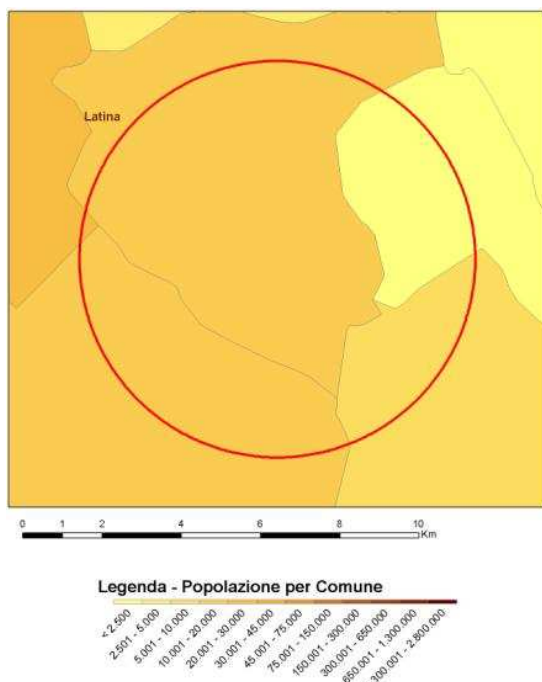 Latina
0 1 2 4 6 8 10
Km
Legenda - Popolazione per Comune
< 2.500
2.501 - 5.000
5.001 - 10.000
10.001 - 20.000
20.001 - 30.000
30.001 - 45.000
45.001 - 75.000
75.001 - 150.000
150.001 - 300.000
300.001 - 650.000
650.001 - 1.300.000
300.001 - 2.800.000